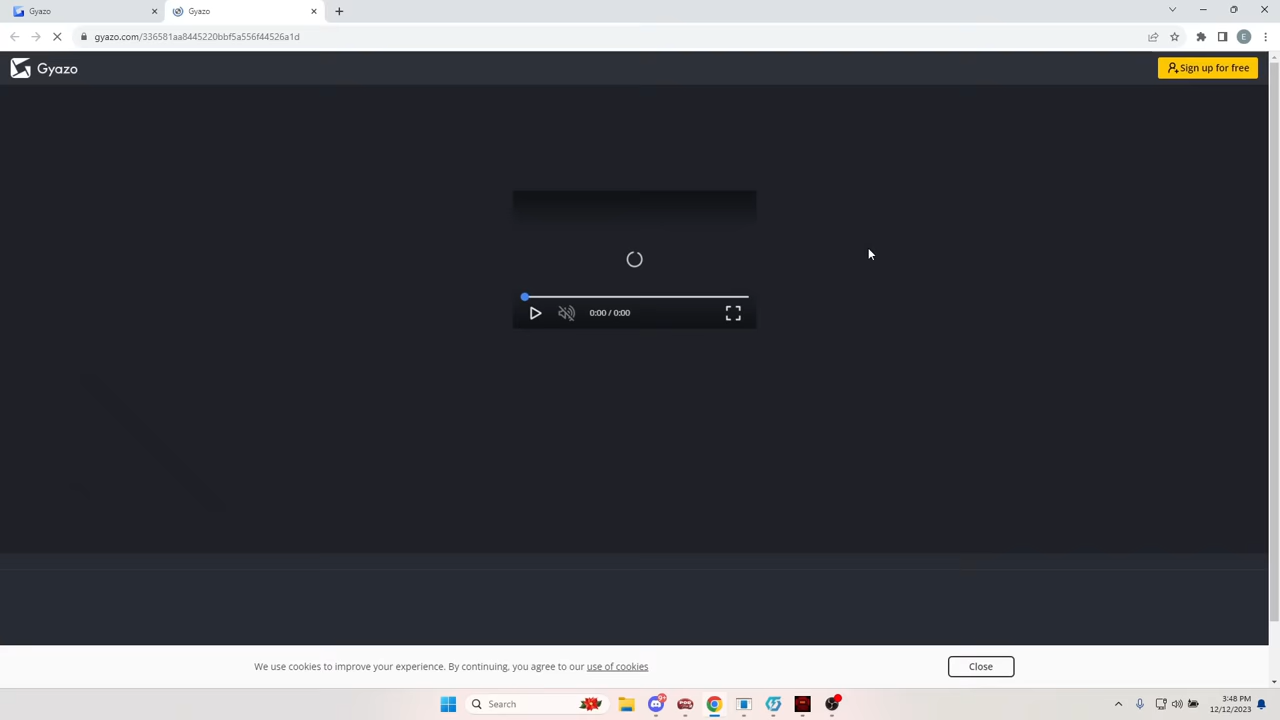 Gyazo
Gyazo
gyazo.com/336581aa8445220bbf5a556f44526a1d
E
Gyazo
Sign up for free
0:00 / 0:00
We use cookies to improve your experience. By continuing, you agree to our use of cookies
Close
Search
9+
3:48 PM
12/12/2023